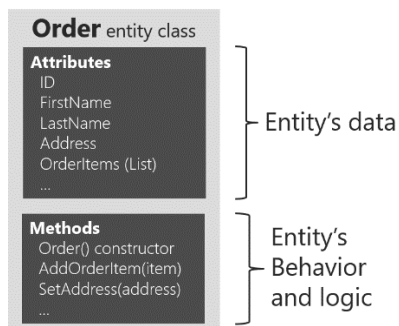 Order entity class
Attributes
ID
FirstName
LastName
Address
OrderItems (List)
...
Entity's data
Methods
Order() constructor
AddOrderItem(item)
SetAddress(address)
...
Entity's
Behavior
and logic